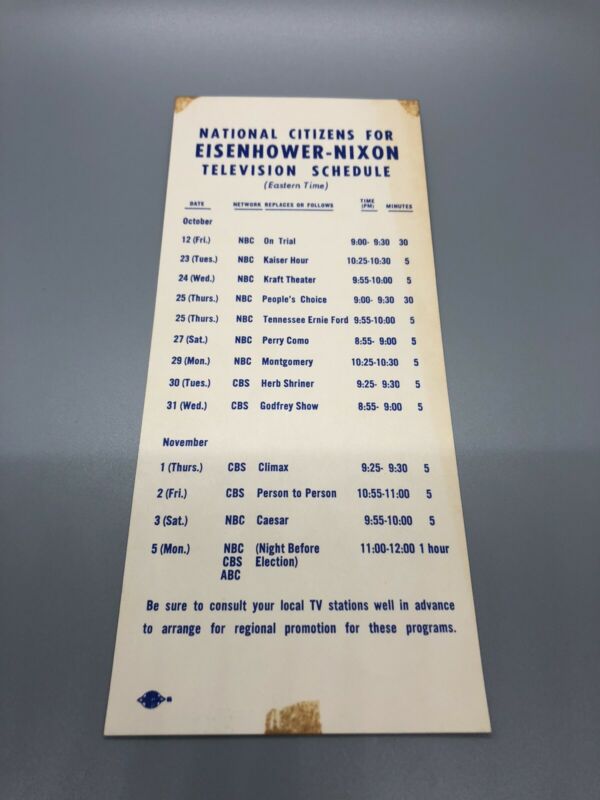 NATIONAL CITIZENS FOR
EISENHOWER-NIXON
TELEVISION SCHEDULE
(Eastern Time)
DATE NETWORK REPLACES OR FOLLOWS TIME (PM) MINUTES
October
12 (Fri.) NBC On Trial 9:00- 9:30 30
23 (Tues.) NBC Kaiser Hour 10:25-10:30 5
24 (Wed.) NBC Kraft Theater 9:55-10:00 5
25 (Thurs.) NBC People's Choice 9:00- 9:30 30
25 (Thurs.) NBC Tennessee Ernie Ford 9:55-10:00 5
27 (Sat.) NBC Perry Como 8:55- 9:00 5
29 (Mon.) NBC Montgomery 10:25-10:30 5
30 (Tues.) CBS Herb Shriner 9:25- 9:30 5
31 (Wed.) CBS Godfrey Show 8:55- 9:00 5
November
1 (Thurs.) CBS Climax 9:25- 9:30 5
2 (Fri.) CBS Person to Person 10:55-11:00 5
3 (Sat.) NBC Caesar 9:55-10:00 5
5 (Mon.) NBC (Night Before 11:00-12:00 1 hour
CBS Election)
ABC
Be sure to consult your local TV stations well in advance
to arrange for regional promotion for these programs.